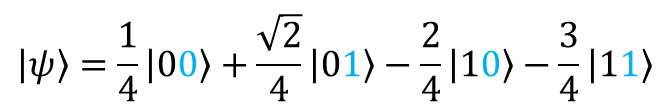 |ψ⟩ = 1/4 |00⟩ + √2/4 |01⟩ − 2/4 |10⟩ − 3/4 |11⟩